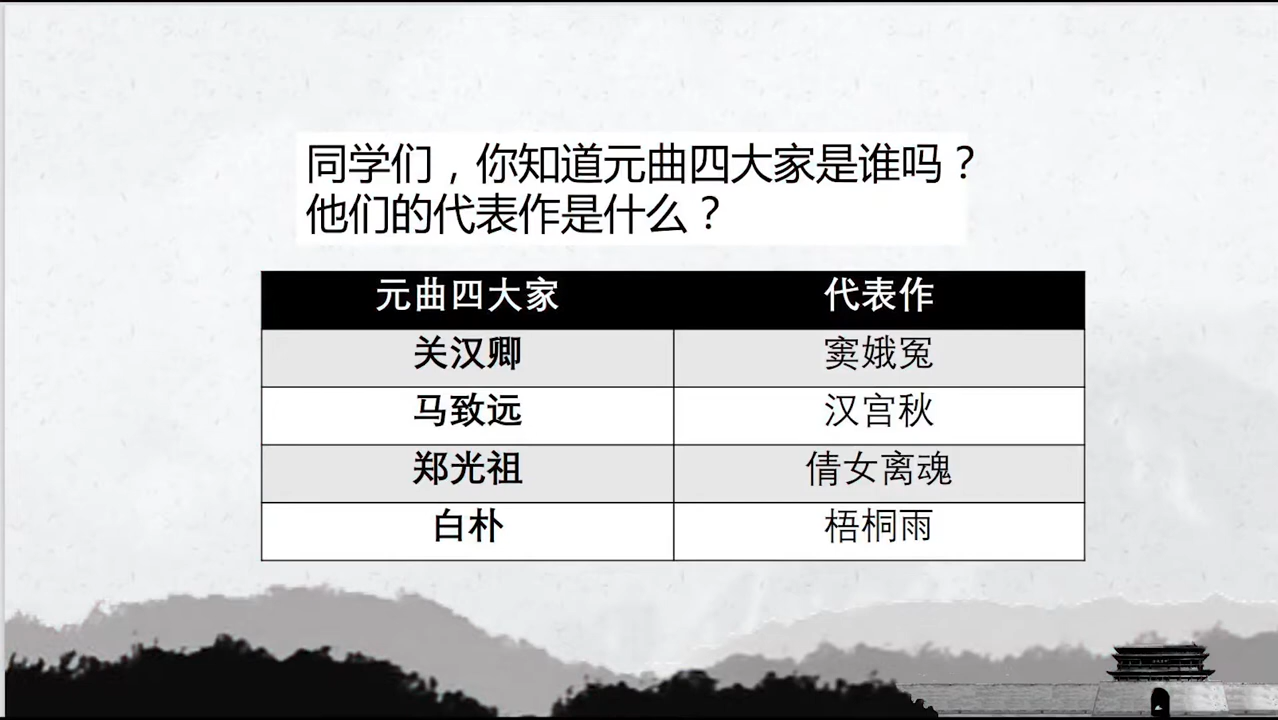 同学们，你知道元曲四大家是谁吗？
他们的代表作是什么？
元曲四大家 代表作
关汉卿 窦娥冤
马致远 汉宫秋
郑光祖 倩女离魂
白朴 梧桐雨